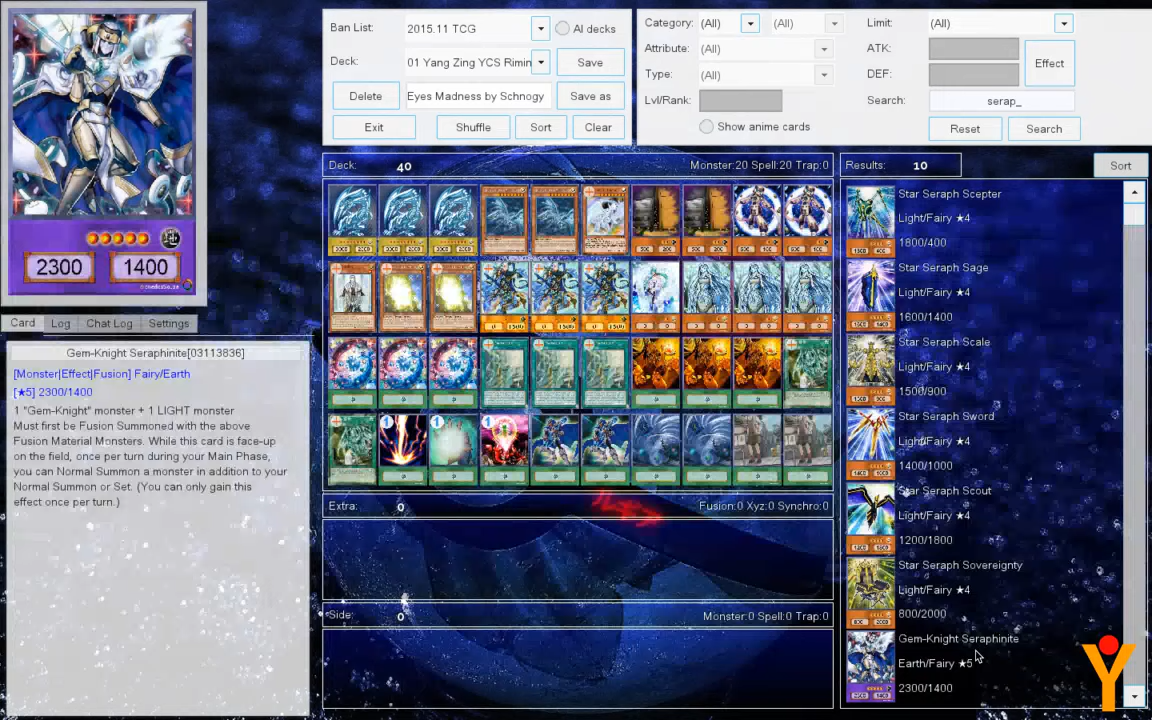 Ban List: 2015.11 TCG AI decks
Deck: 01 Yang Zing YCS Rimin Save
Delete Eyes Madness by Schnogy Save as
Exit Shuffle Sort Clear
Category: (All) (All) Limit: (All)
Attribute: (All) ATK:
Type: (All) DEF: Effect
Lvl/Rank: Search: serap_
Show anime cards Reset Search
Deck: 40 Monster:20 Spell:20 Trap:0
Results: 10 Sort
2300 1400
Card Log Chat Log Settings
Gem-Knight Seraphinite[03113836]
[Monster|Effect|Fusion] Fairy/Earth
[★5] 2300/1400
1 "Gem-Knight" monster + 1 LIGHT monster
Must first be Fusion Summoned with the above
Fusion Material Monsters. While this card is face-up
on the field, once per turn during your Main Phase,
you can Normal Summon a monster in addition to your
Normal Summon or Set. (You can only gain this
effect once per turn.)
Extra: 0 Fusion:0 Xyz:0 Synchro:0
Side: 0 Monster:0 Spell:0 Trap:0
Star Seraph Scepter
Light/Fairy ★4
1800/400
Star Seraph Sage
Light/Fairy ★4
1600/1400
Star Seraph Scale
Light/Fairy ★4
1500/900
Star Seraph Sword
Light/Fairy ★4
1400/1000
Star Seraph Scout
Light/Fairy ★4
1200/1800
Star Seraph Sovereignty
Light/Fairy ★4
800/2000
Gem-Knight Seraphinite
Earth/Fairy ★5
2300/1400